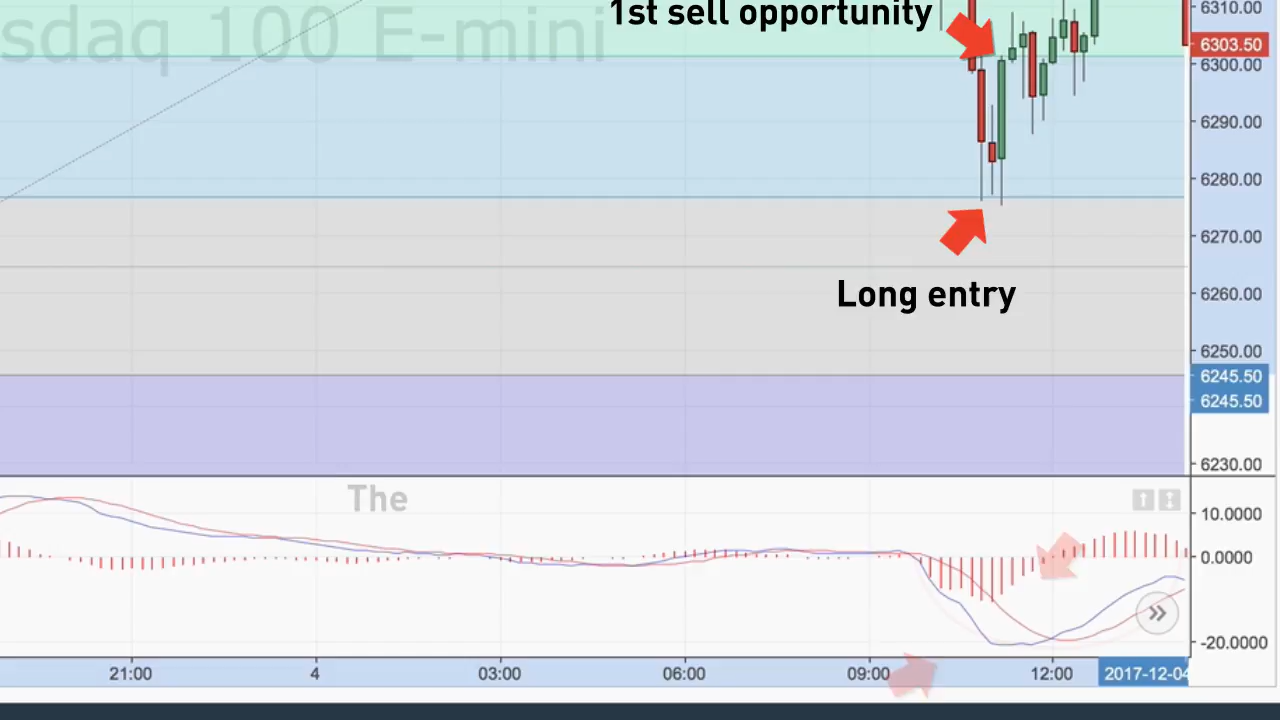 1st sell opportunity
sdaq 100 E-mini
6310.00
6303.50
6300.00
6290.00
6280.00
6270.00
Long entry
6260.00
6250.00
6245.50
6245.50
6230.00
The
10.0000
0.0000
-20.0000
21:00 4 03:00 06:00 09:00 12:00 2017-12-04